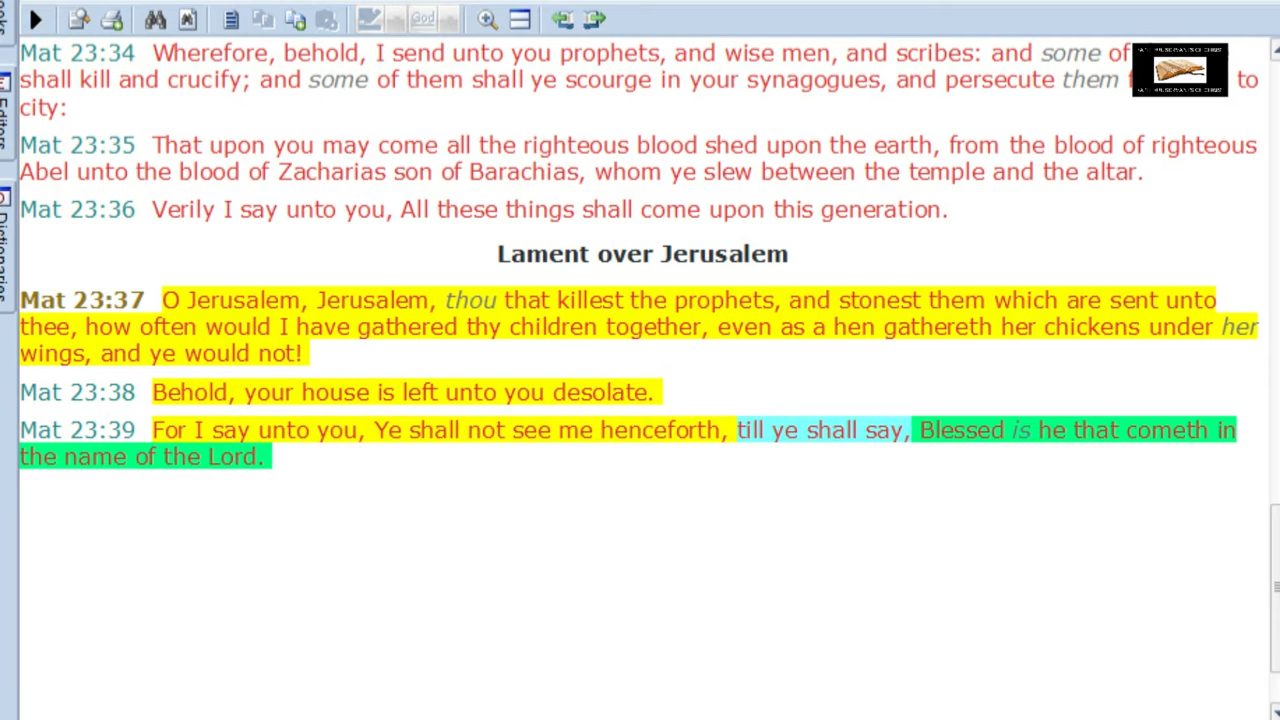 Mat 23:34 Wherefore, behold, I send unto you prophets, and wise men, and scribes: and some of
shall kill and crucify; and some of them shall ye scourge in your synagogues, and persecute them to
city:
Mat 23:35 That upon you may come all the righteous blood shed upon the earth, from the blood of righteous
Abel unto the blood of Zacharias son of Barachias, whom ye slew between the temple and the altar.
Mat 23:36 Verily I say unto you, All these things shall come upon this generation.
Lament over Jerusalem
Mat 23:37 O Jerusalem, Jerusalem, thou that killest the prophets, and stonest them which are sent unto
thee, how often would I have gathered thy children together, even as a hen gathereth her chickens under her
wings, and ye would not!
Mat 23:38 Behold, your house is left unto you desolate.
Mat 23:39 For I say unto you, Ye shall not see me henceforth, till ye shall say, Blessed is he that cometh in
the name of the Lord.
God
Editors
Dictionaries